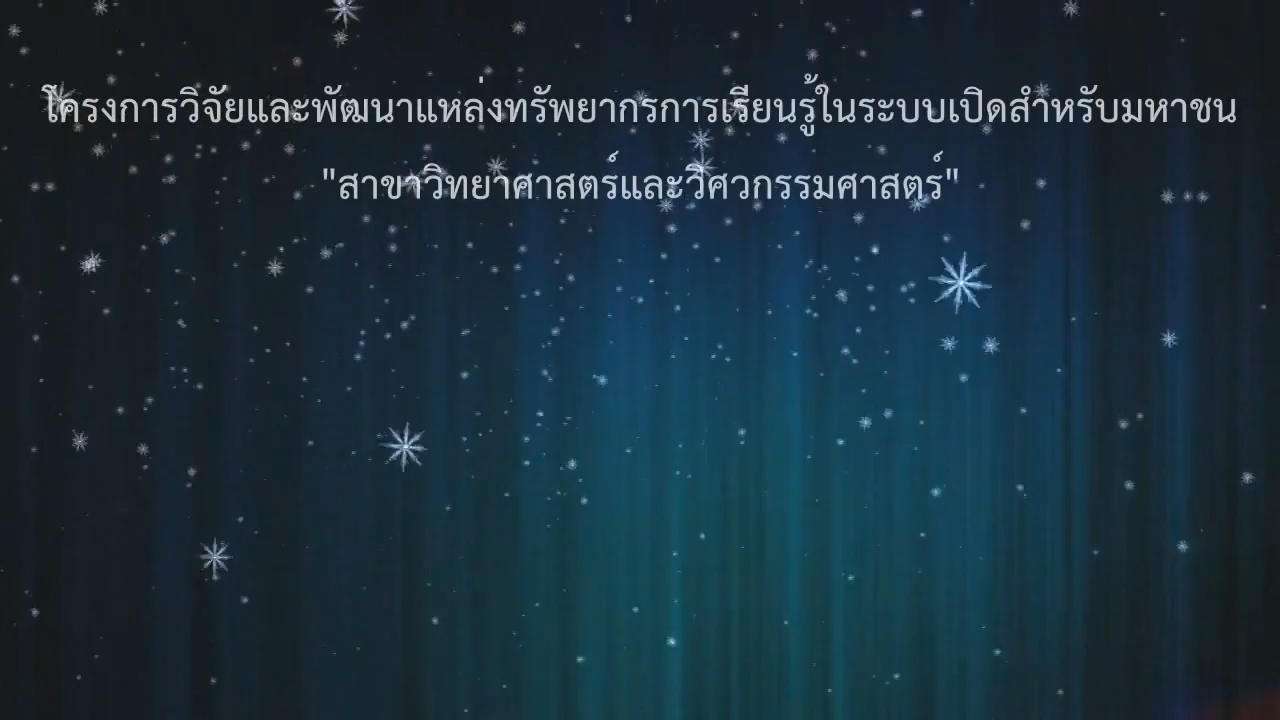 โครงการวิจัยและพัฒนาแหล่งทรัพยากรการเรียนรู้ในระบบเปิดสำหรับมหาชน
"สาขาวิทยาศาสตร์และวิศวกรรมศาสตร์"